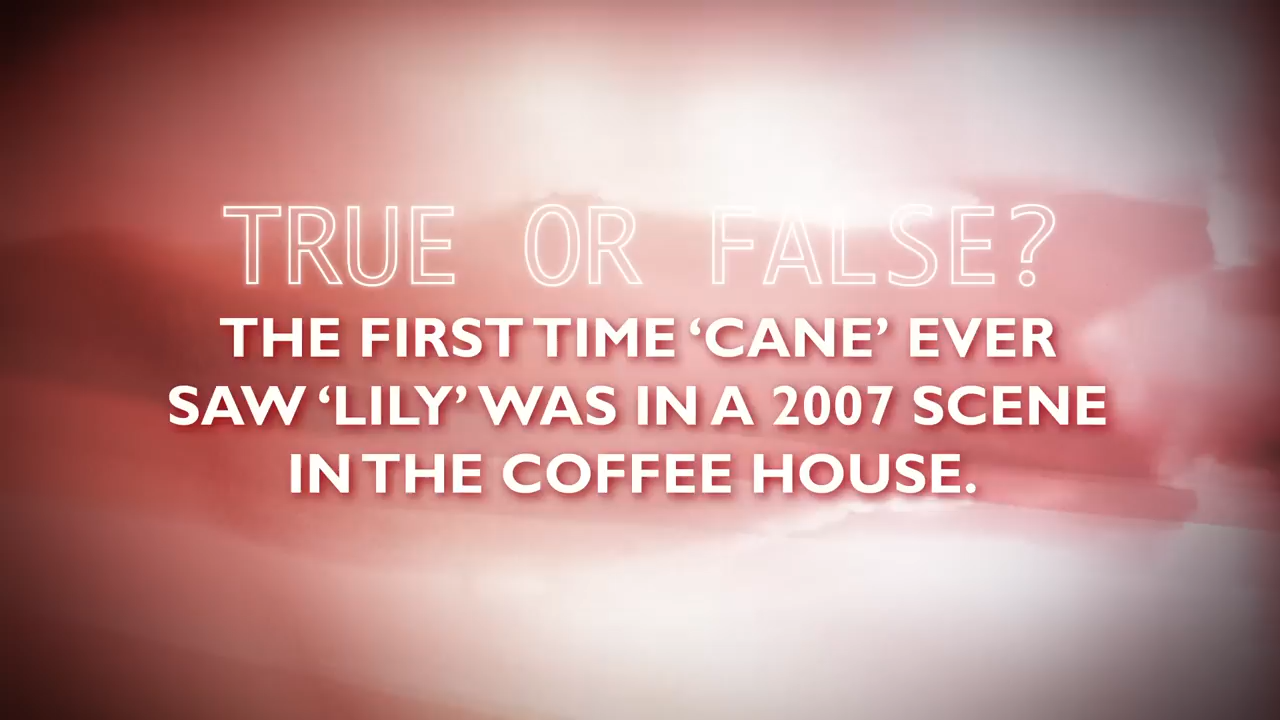 TRUE OR FALSE?
THE FIRST TIME ‘CANE’ EVER
SAW ‘LILY’ WAS IN A 2007 SCENE
IN THE COFFEE HOUSE.